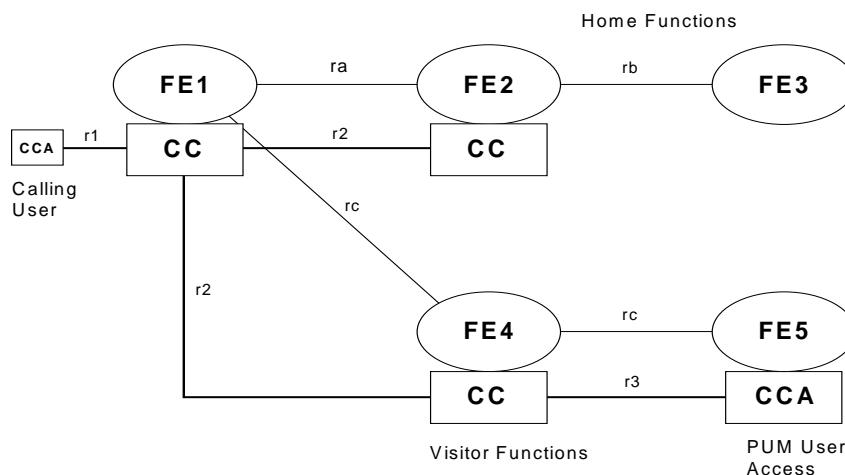 Home Functions
FE1
ra
FE2
rb
FE3
CCA
r1
CC
r2
CC
Calling
User
rc
r2
FE4
rc
FE5
CC
r3
CCA
Visitor Functions
PUM User
Access